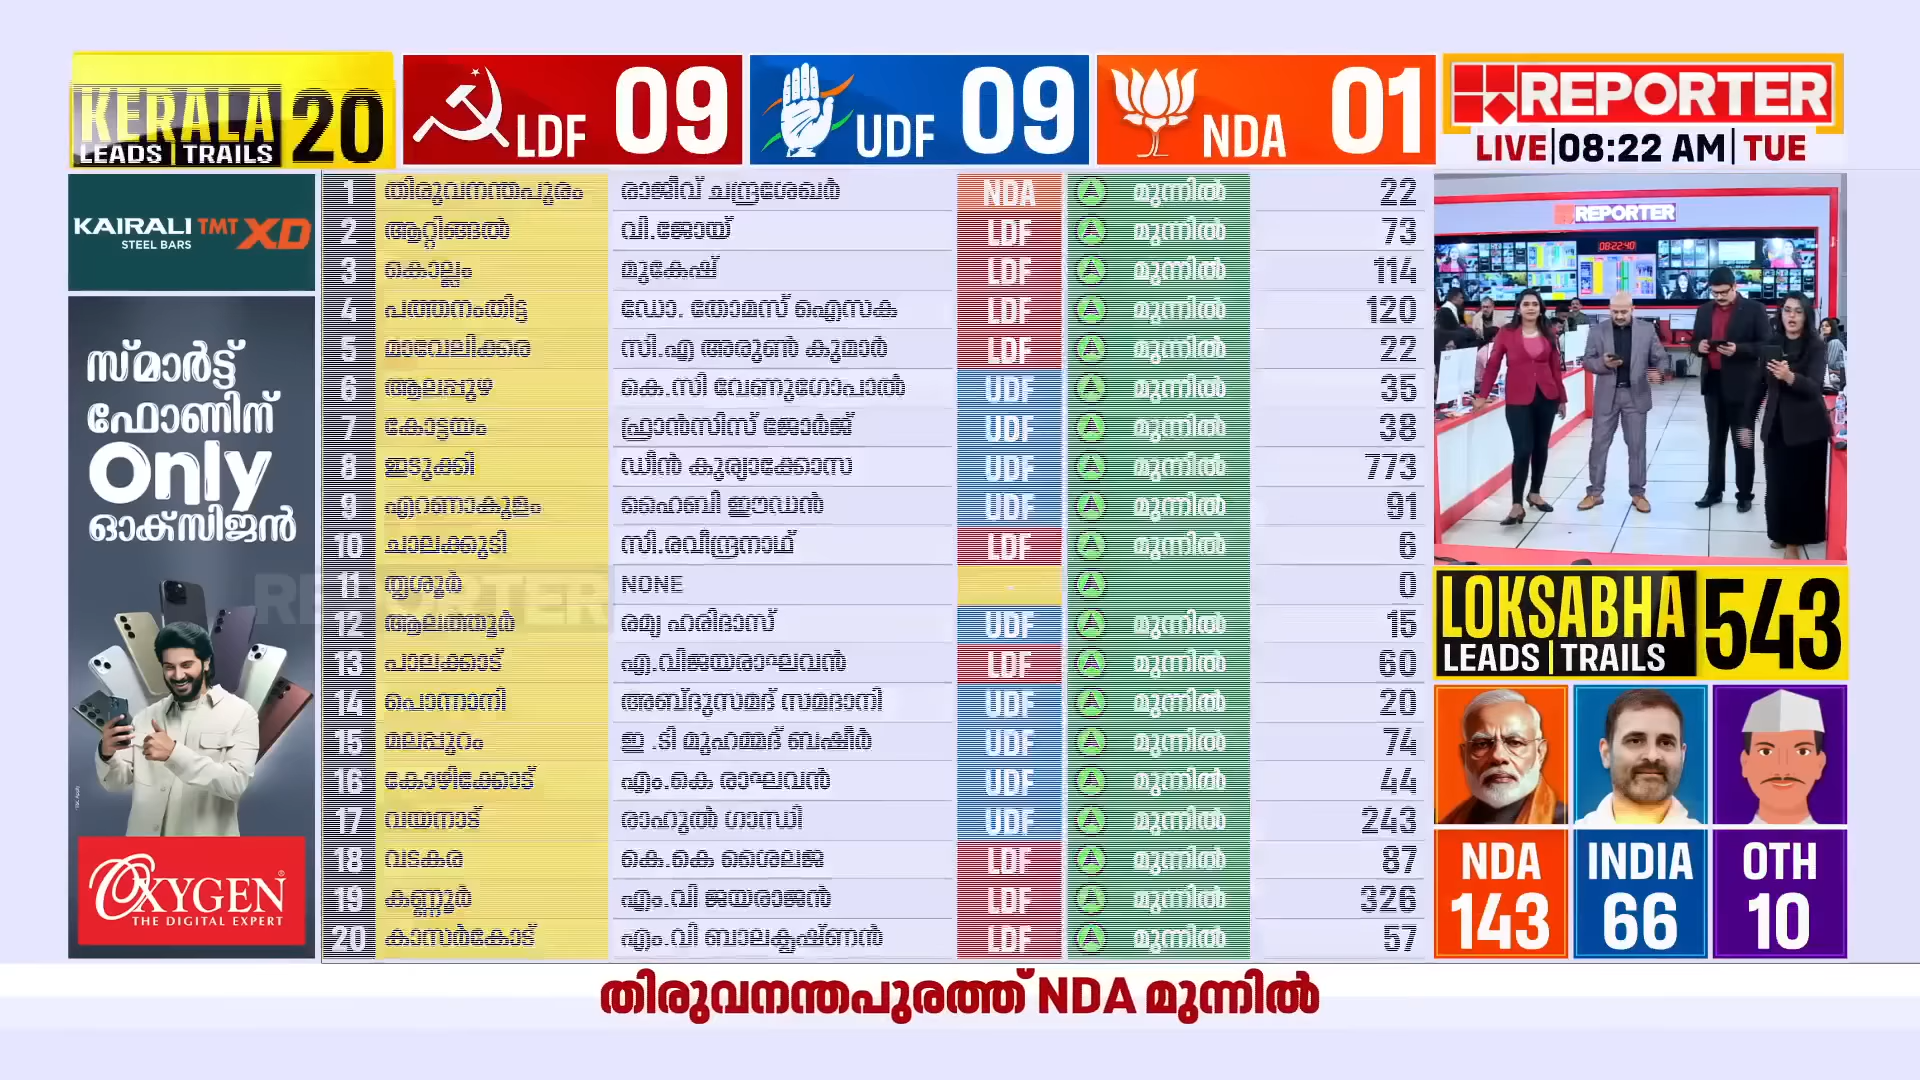 KERALA 20
LEADS | TRAILS
LDF 09
UDF 09
NDA 01
REPORTER
LIVE | 08:22 AM | TUE
KAIRALI TMT XD
STEEL BARS
സ്മാർട്ട്
ഫോണിന്
Only
ഓക്സിജൻ
OXYGEN®
THE DIGITAL EXPERT
1 തിരുവനന്തപുരം രാജീവ് ചന്ദ്രശേഖർ NDA മുന്നിൽ 22
2 ആറ്റിങ്ങൽ വി.ജോയ് LDF മുന്നിൽ 73
3 കൊല്ലം മുകേഷ് LDF മുന്നിൽ 114
4 പത്തനംതിട്ട ഡോ. തോമസ് ഐസക LDF മുന്നിൽ 120
5 മാവേലിക്കര സി.എ അരുൺ കുമാർ LDF മുന്നിൽ 22
6 ആലപ്പുഴ കെ.സി വേണുഗോപാൽ UDF മുന്നിൽ 35
7 കോട്ടയം ഫ്രാൻസിസ് ജോർജ് UDF മുന്നിൽ 38
8 ഇടുക്കി ഡീൻ കുര്യാക്കോസ UDF മുന്നിൽ 773
9 എറണാകുളം ഹൈബി ഈഡൻ UDF മുന്നിൽ 91
10 ചാലക്കുടി സി.രവീന്ദ്രനാഥ് LDF മുന്നിൽ 6
11 തൃശൂർ NONE - 0
12 ആലത്തൂർ രമ്യ ഹരിദാസ് UDF മുന്നിൽ 15
13 പാലക്കാട് എ.വിജയരാഘവൻ LDF മുന്നിൽ 60
14 പൊന്നാനി അബ്ദുസമദ് സമദാനി UDF മുന്നിൽ 20
15 മലപ്പുറം ഇ .ടി മുഹമ്മദ് ബഷീർ UDF മുന്നിൽ 74
16 കോഴിക്കോട് എം.കെ രാഘവൻ UDF മുന്നിൽ 44
17 വയനാട് രാഹുൽ ഗാന്ധി UDF മുന്നിൽ 243
18 വടകര കെ.കെ ശൈലജ LDF മുന്നിൽ 87
19 കണ്ണൂർ എം.വി ജയരാജൻ LDF മുന്നിൽ 326
20 കാസർകോട് എം.വി ബാലകൃഷ്ണൻ LDF മുന്നിൽ 57
REPORTER
REPORTER
08:22:40
LOKSABHA 543
LEADS | TRAILS
NDA 143
INDIA 66
OTH 10
തിരുവനന്തപുരത്ത് NDA മുന്നിൽ